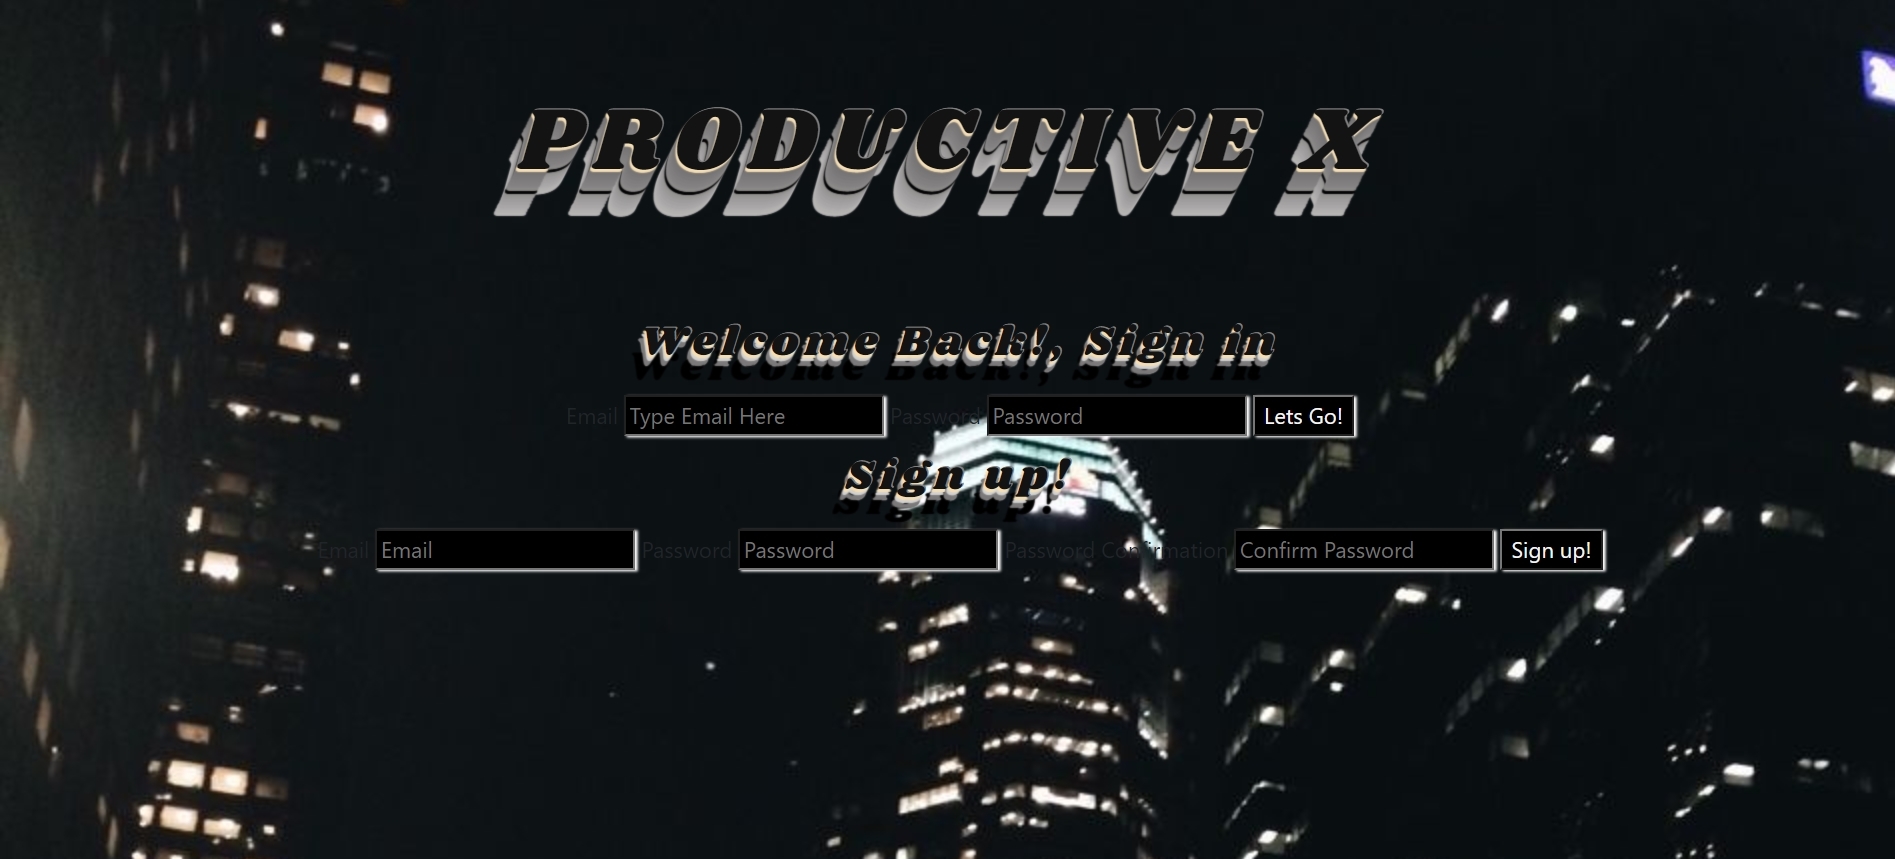 PRODUCTIVE X
Welcome Back!, Sign in
Email Type Email Here Password Password Lets Go!
Sign up!
Email Email Password Password Password Confirmation Confirm Password Sign up!